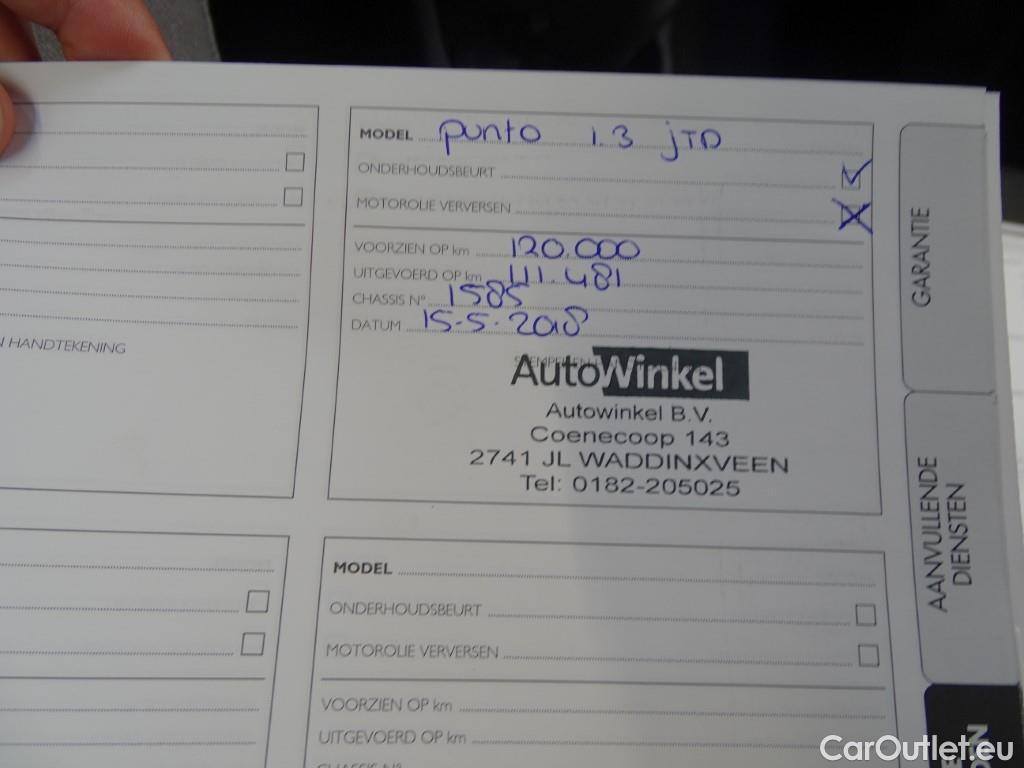 MODEL punto 1.3 jTD
ONDERHOUDSBEURT
MOTOROLIE VERVERSEN
VOORZIEN OP km 120.000
UITGEVOERD OP km 111.481
CHASSIS N° 1585
DATUM 15-5-2018
AutoWinkel
Autowinkel B.V.
Coenecoop 143
2741 JL WADDINXVEEN
Tel: 0182-205025
HANDTEKENING
MODEL
ONDERHOUDSBEURT
MOTOROLIE VERVERSEN
VOORZIEN OP km
UITGEVOERD OP km
CHASSIS N°
GARANTIE
AANVULLENDE
DIENSTEN
CarOutlet.eu